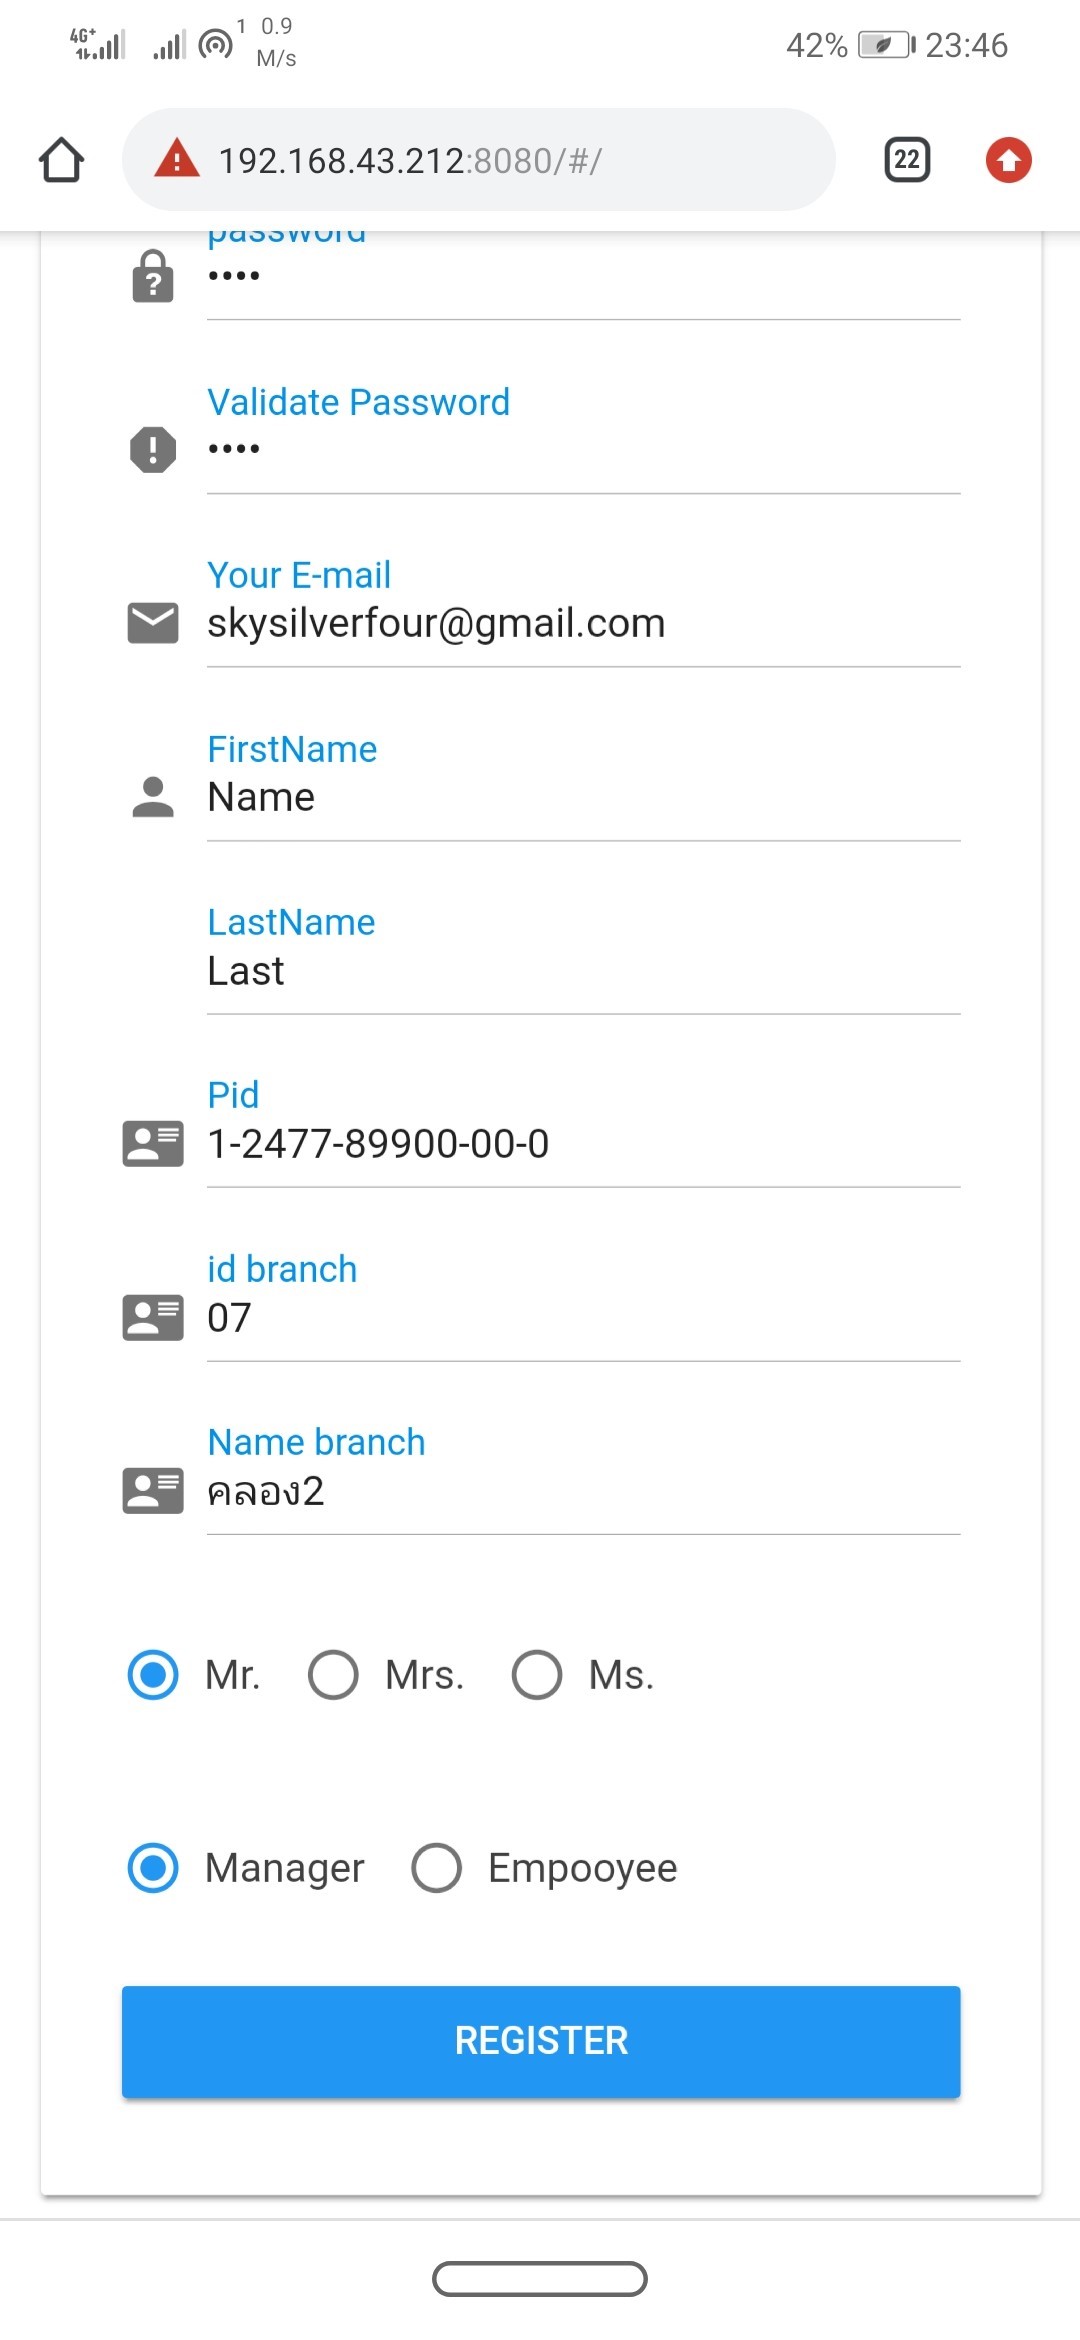 4G+
1 0.9
M/s
42% 23:46
192.168.43.212:8080/#/
22
password
••••
Validate Password
••••
Your E-mail
skysilverfour@gmail.com
FirstName
Name
LastName
Last
Pid
1-2477-89900-00-0
id branch
07
Name branch
คลอง2
Mr. Mrs. Ms.
Manager Empooyee
REGISTER